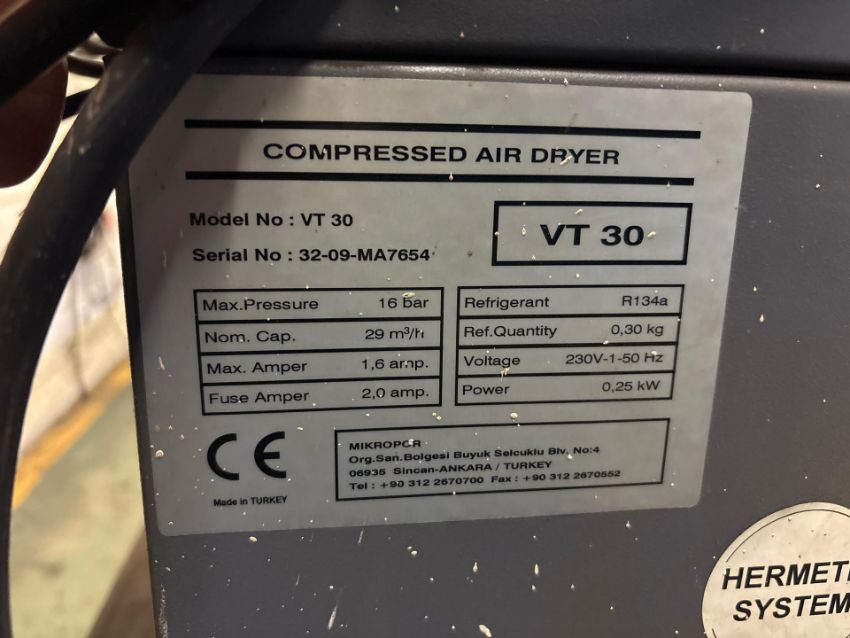 COMPRESSED AIR DRYER
Model No : VT 30
VT 30
Serial No : 32-09-MA7654
Max.Pressure 16 bar
Nom. Cap. 29 m³/h
Max. Amper 1,6 amp.
Fuse Amper 2,0 amp.
Refrigerant R134a
Ref.Quantity 0,30 kg
Voltage 230V-1-50 Hz
Power 0,25 kW
CE
Made in TURKEY
MIKROPOR
Org.San.Bolgesi Buyuk Selcuklu Blv. No:4
06935 Sincan-ANKARA / TURKEY
Tel : +90 312 2670700 Fax : +90 312 2670552
HERMETI
SYSTEM